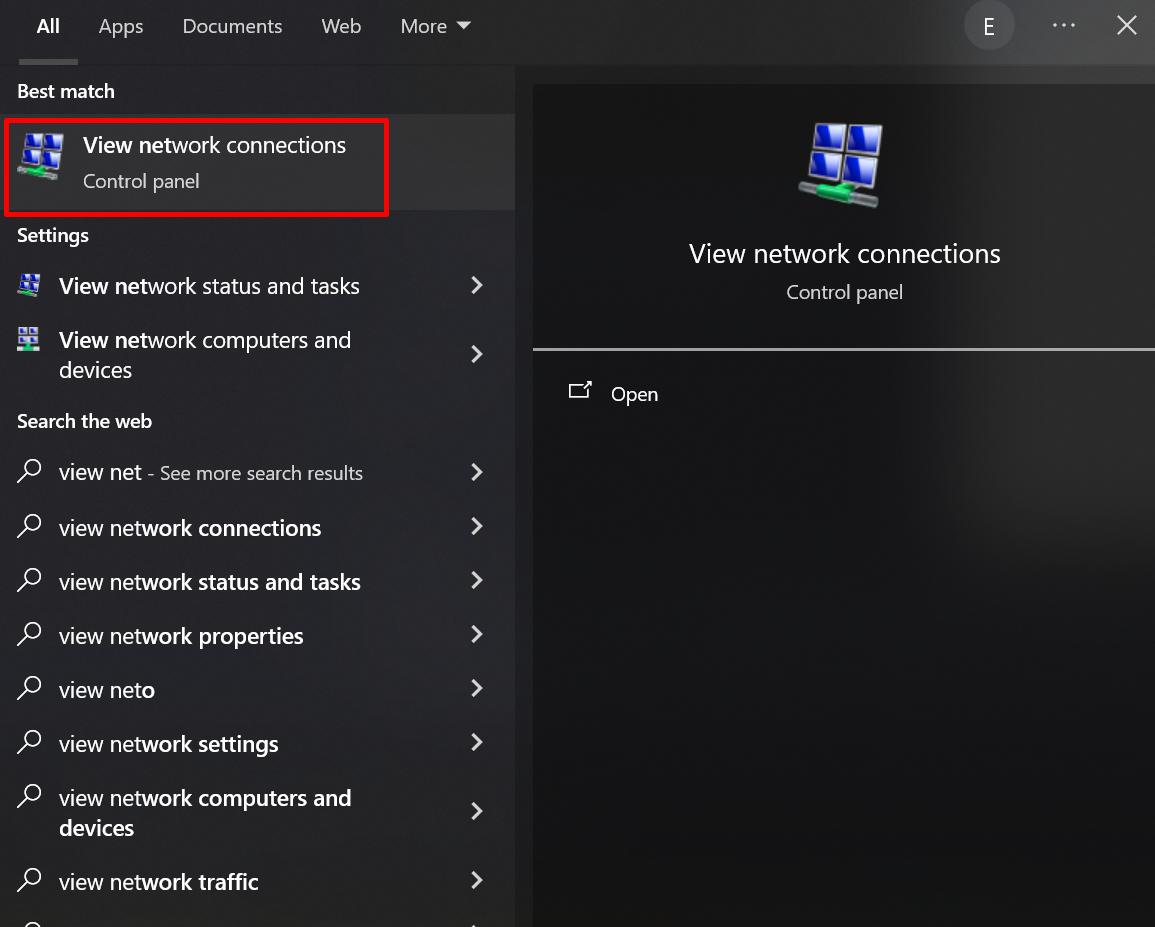 All Apps Documents Web More E
Best match
View network connections
Control panel
Settings
View network status and tasks
View network computers and
devices
Search the web
view net - See more search results
view network connections
view network status and tasks
view network properties
view neto
view network settings
view network computers and
devices
view network traffic
View network connections
Control panel
Open